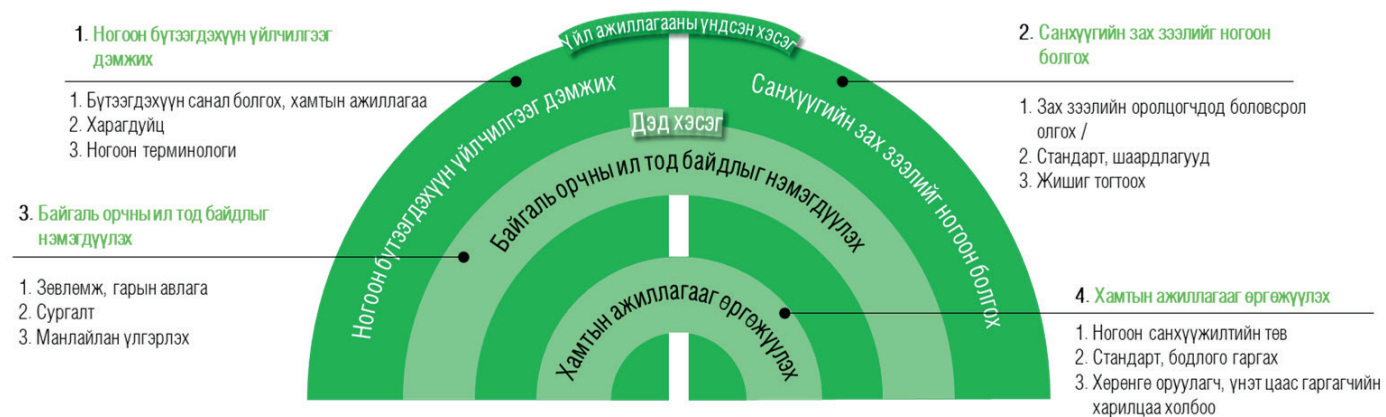 1. Ногоон бүтээгдэхүүн үйлчилгээг
дэмжих
1. Бүтээгдэхүүн санал болгох, хамтын ажиллагаа
2. Харагдуйц
3. Ногоон терминологи
2. Санхүүгийн зах зээлийг ногоон
болгох
1. Зах зээлийн оролцогчдод боловсрол
олгох /
2. Стандарт, шаардлагууд
3. Жишиг тогтоох
3. Байгаль орчны ил тод байдлыг
нэмэгдүүлэх
1. Зөвлемж, гарын авлага
2. Сургалт
3. Манлайлан үлгэрлэх
4. Хамтын ажиллагааг өргөжүүлэх
1. Ногоон санхүүжилтийн төв
2. Стандарт, бодлого гаргах
3. Хөрөнгө оруулагч, үнэт цаас гаргагчийн
харилцаа холбоо
Үйл ажиллагааны үндсэн хэсэг
Ногоон бүтээгдэхүүн үйлчилгээг дэмжих
Санхүүгийн зах зээлийг ногоон болгох
Дэд хэсэг
Байгаль орчны ил тод байдлыг нэмэгдүүлэх
Хамтын ажиллагааг өргөжүүлэх